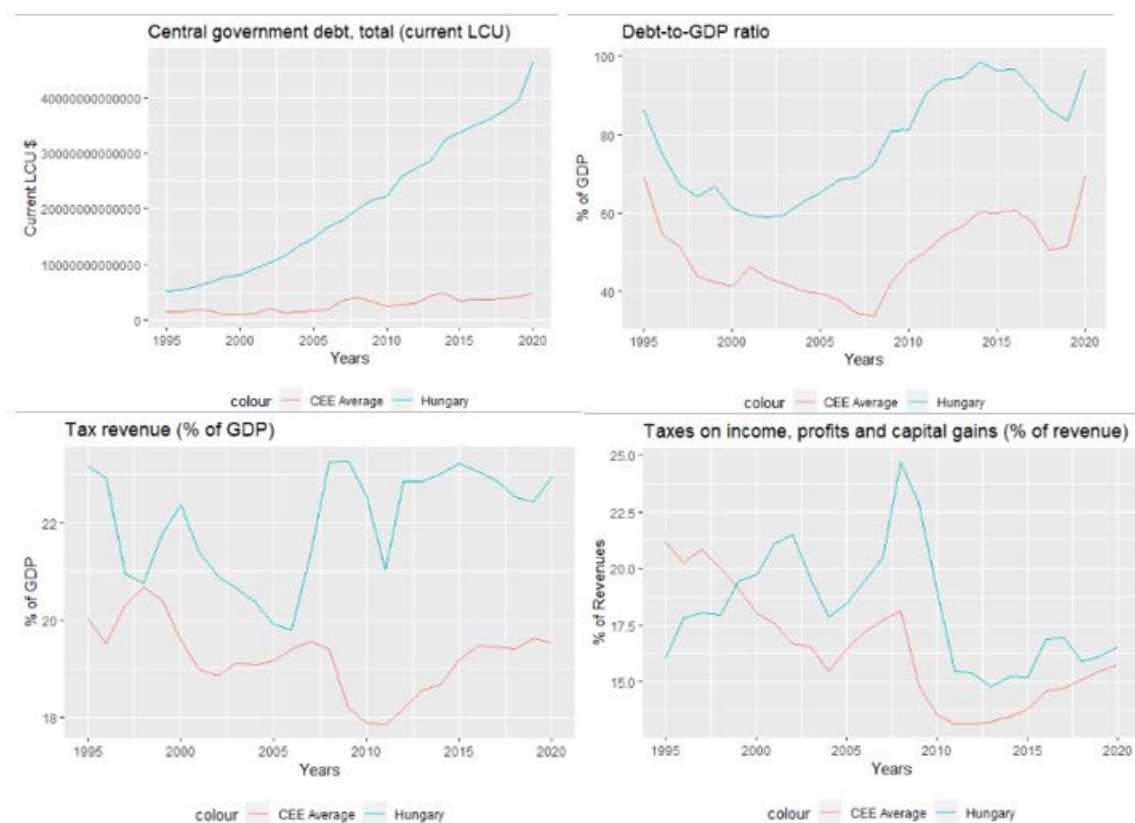 Central government debt, total (current LCU)
Current LCU $
40000000000000
30000000000000
20000000000000
10000000000000
0
1995 2000 2005 2010 2015 2020
Years
colour CEE Average Hungary
Debt-to-GDP ratio
% of GDP
100
80
60
40
1995 2000 2005 2010 2015 2020
Years
colour CEE Average Hungary
Tax revenue (% of GDP)
% of GDP
22
20
18
1995 2000 2005 2010 2015 2020
Years
colour CEE Average Hungary
Taxes on income, profits and capital gains (% of revenue)
% of Revenues
25.0
22.5
20.0
17.5
15.0
1995 2000 2005 2010 2015 2020
Years
colour CEE Average Hungary